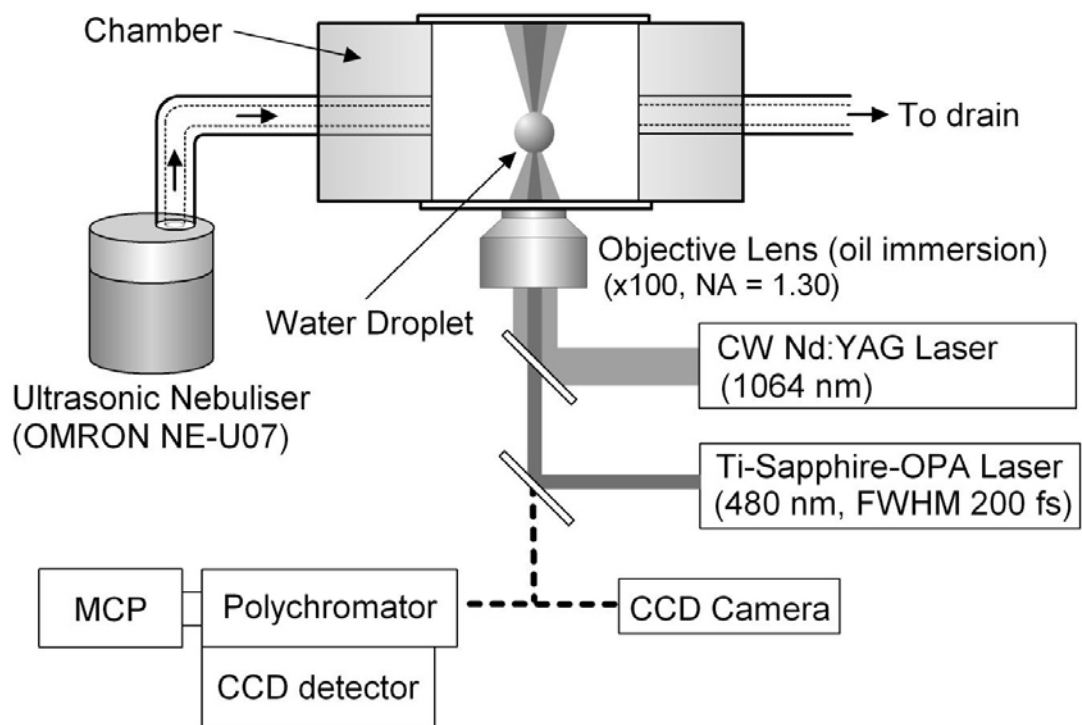 Chamber
To drain
Objective Lens (oil immersion)
(x100, NA = 1.30)
Water Droplet
CW Nd:YAG Laser
(1064 nm)
Ultrasonic Nebuliser
(OMRON NE-U07)
Ti-Sapphire-OPA Laser
(480 nm, FWHM 200 fs)
MCP
Polychromator
CCD Camera
CCD detector